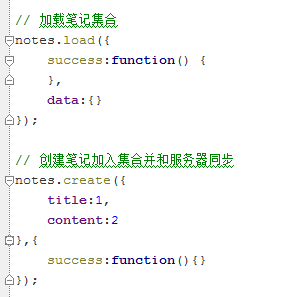 // 加载笔记集合
notes.load({
    success:function() {
    },
    data:{}
});

// 创建笔记加入集合并和服务器同步
notes.create({
    title:1,
    content:2
},{
    success:function(){}
});